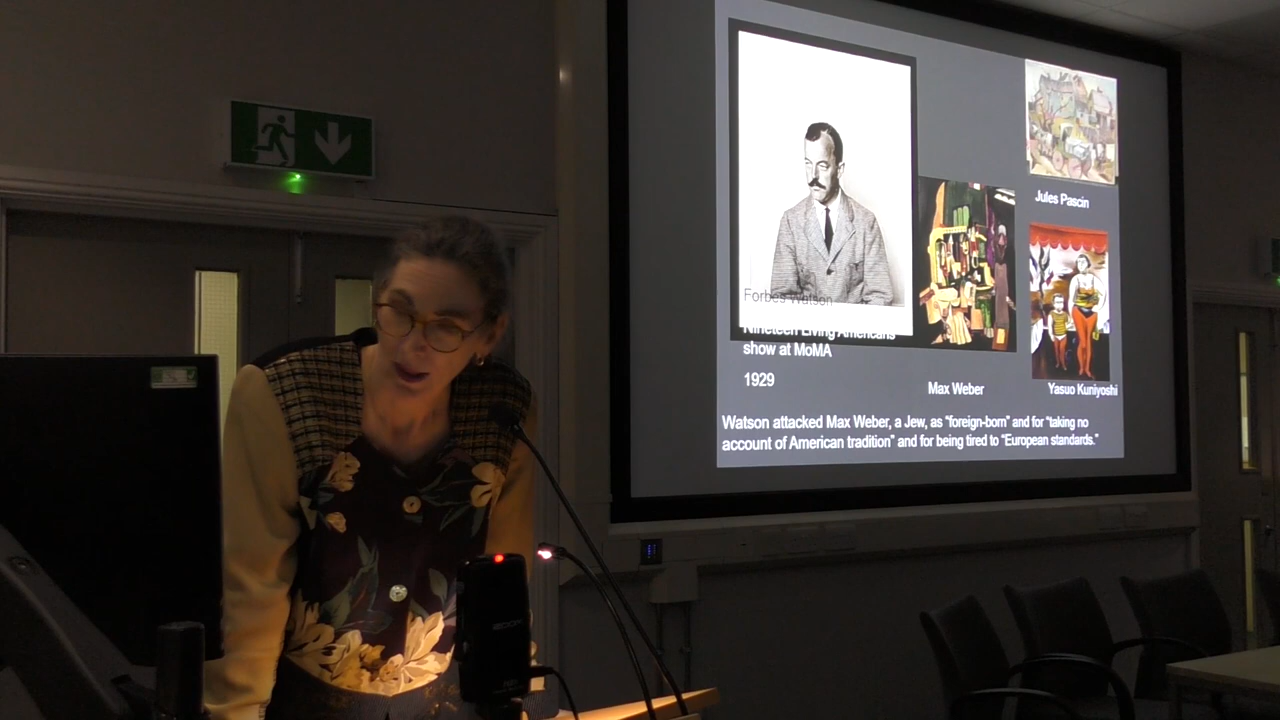 Forbes Watson
Nineteen Living Americans
show at MoMA
1929
Jules Pascin
Max Weber
Yasuo Kuniyoshi
Watson attacked Max Weber, a Jew, as “foreign-born” and for “taking no
account of American tradition” and for being tired to “European standards.”
zoom